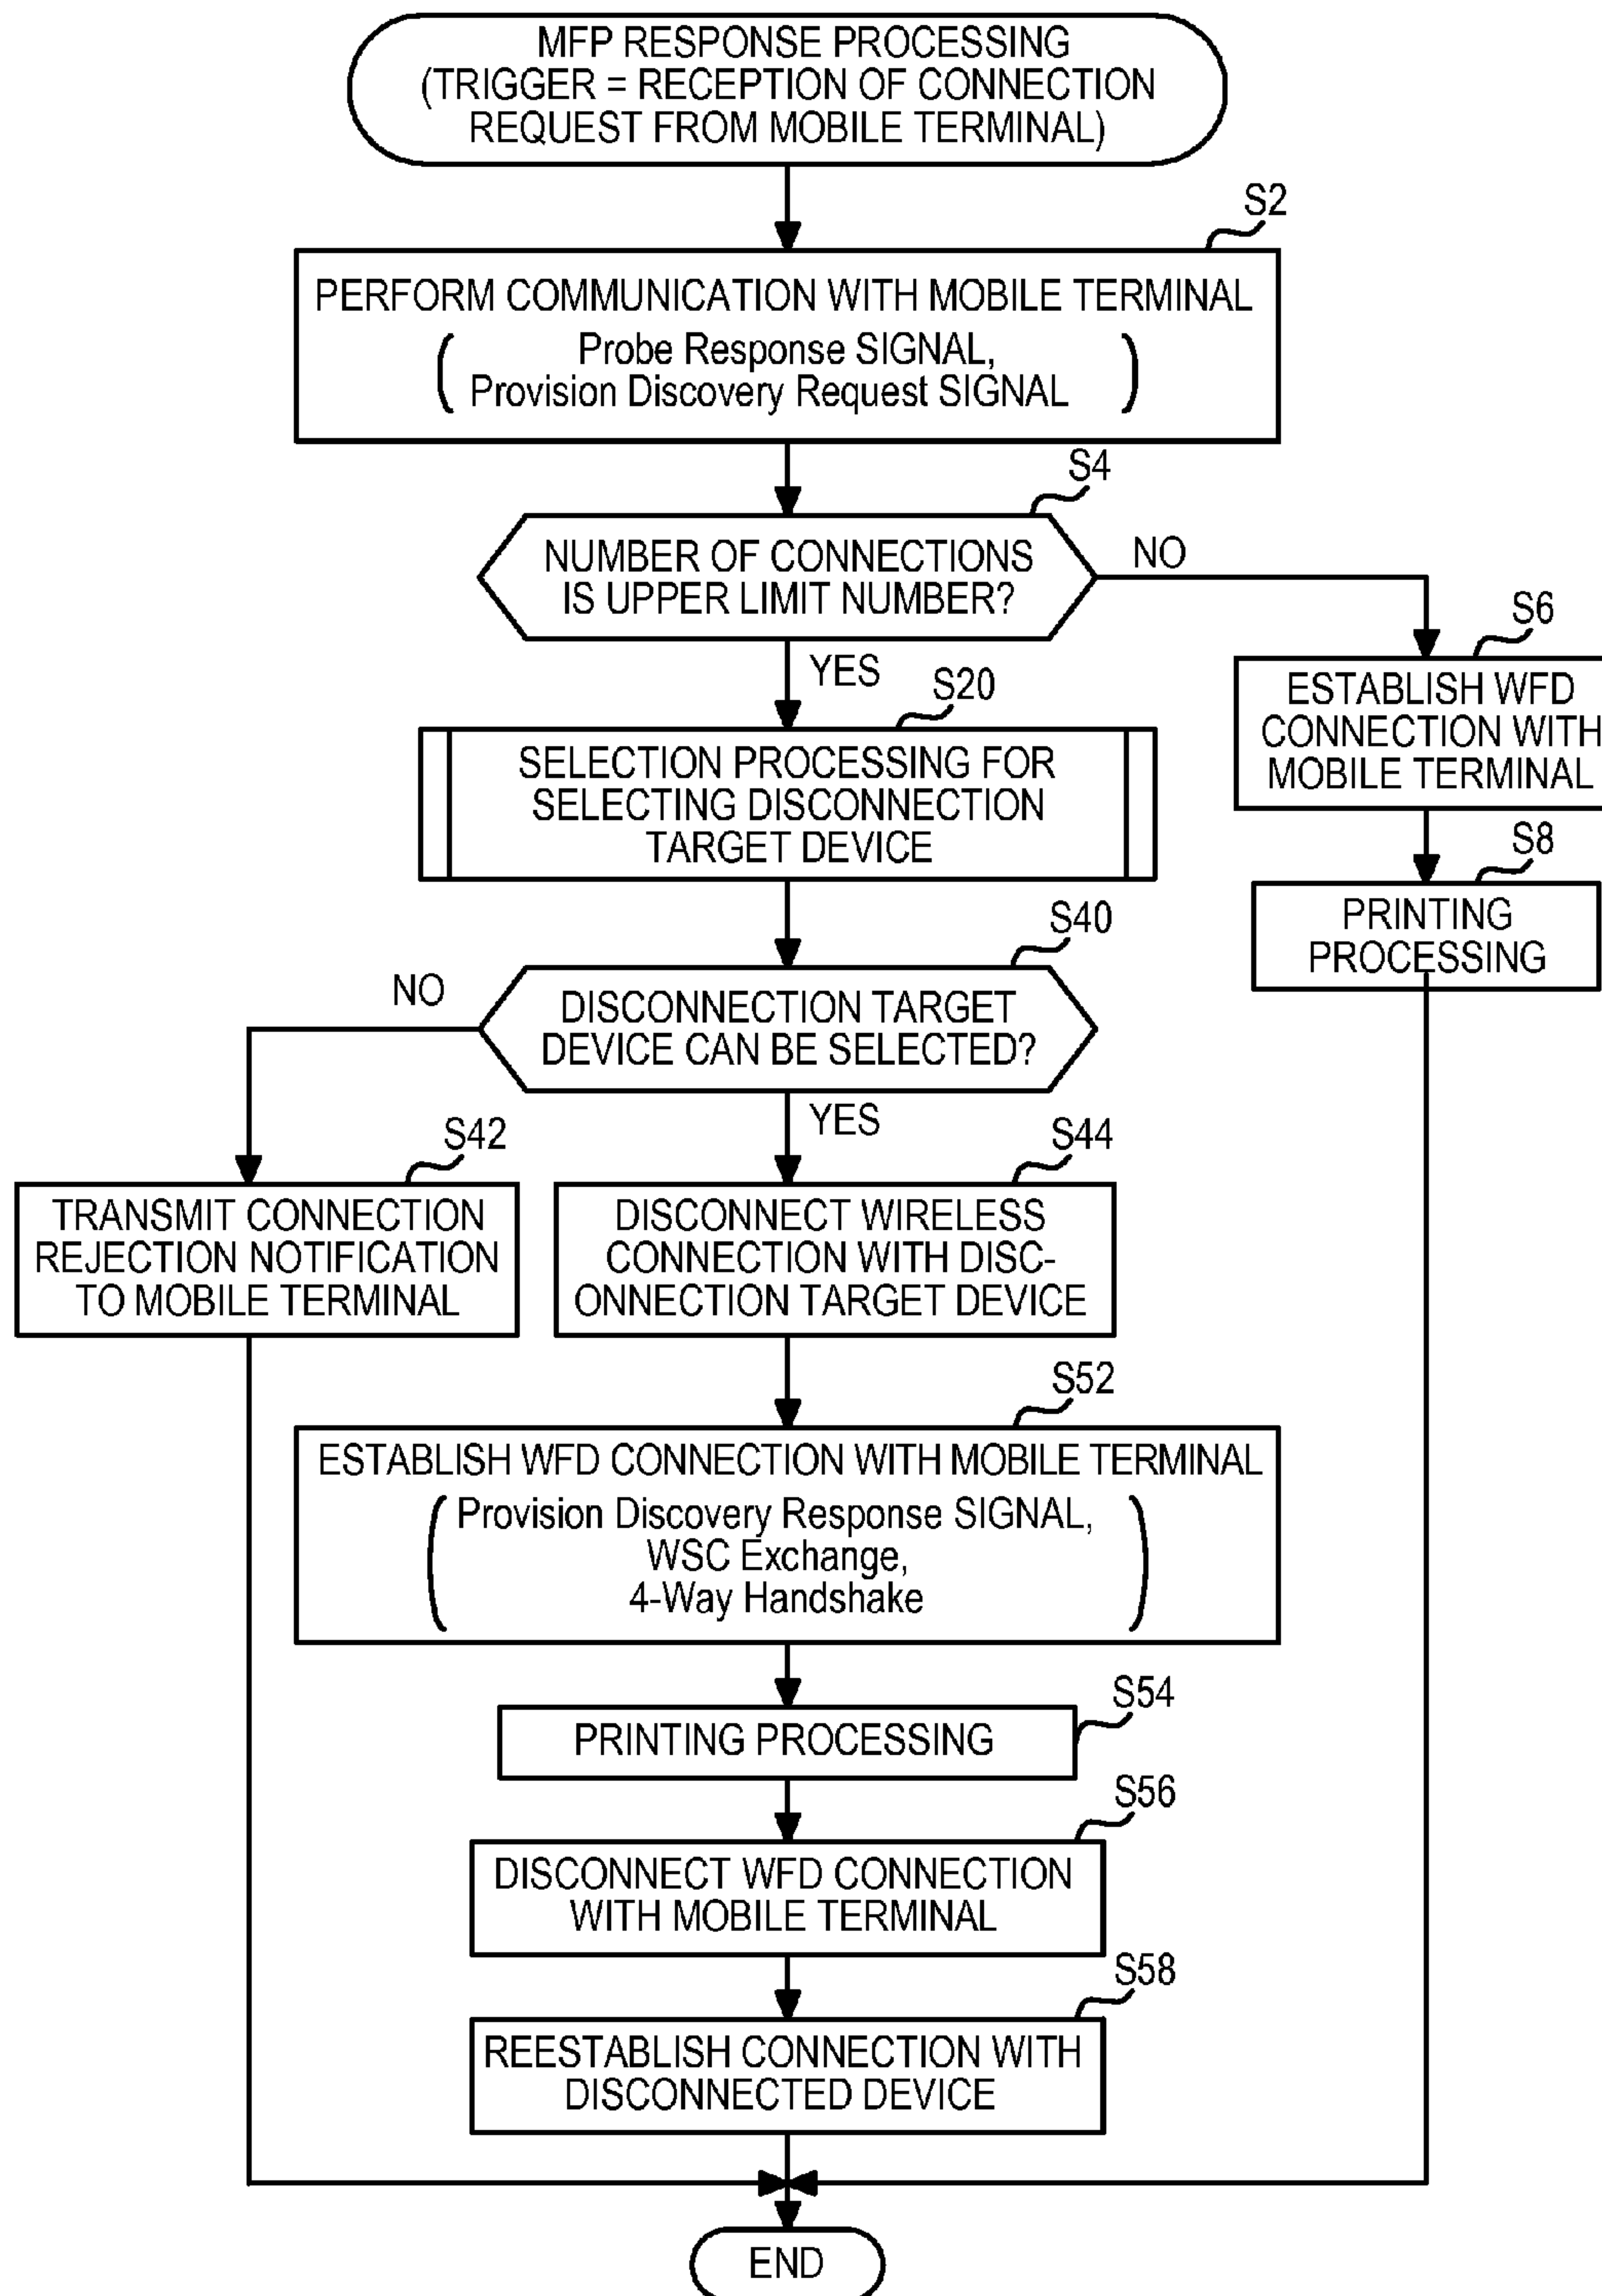 MFP RESPONSE PROCESSING
(TRIGGER = RECEPTION OF CONNECTION
REQUEST FROM MOBILE TERMINAL)
S2
PERFORM COMMUNICATION WITH MOBILE TERMINAL
( Probe Response SIGNAL,
Provision Discovery Request SIGNAL )
S4
NUMBER OF CONNECTIONS
IS UPPER LIMIT NUMBER?
NO
YES
S6
ESTABLISH WFD
CONNECTION WITH
MOBILE TERMINAL
S8
PRINTING
PROCESSING
S20
SELECTION PROCESSING FOR
SELECTING DISCONNECTION
TARGET DEVICE
S40
DISCONNECTION TARGET
DEVICE CAN BE SELECTED?
NO
YES
S42
TRANSMIT CONNECTION
REJECTION NOTIFICATION
TO MOBILE TERMINAL
S44
DISCONNECT WIRELESS
CONNECTION WITH DISC-
ONNECTION TARGET DEVICE
S52
ESTABLISH WFD CONNECTION WITH MOBILE TERMINAL
( Provision Discovery Response SIGNAL,
WSC Exchange,
4-Way Handshake )
S54
PRINTING PROCESSING
S56
DISCONNECT WFD CONNECTION
WITH MOBILE TERMINAL
S58
REESTABLISH CONNECTION WITH
DISCONNECTED DEVICE
END